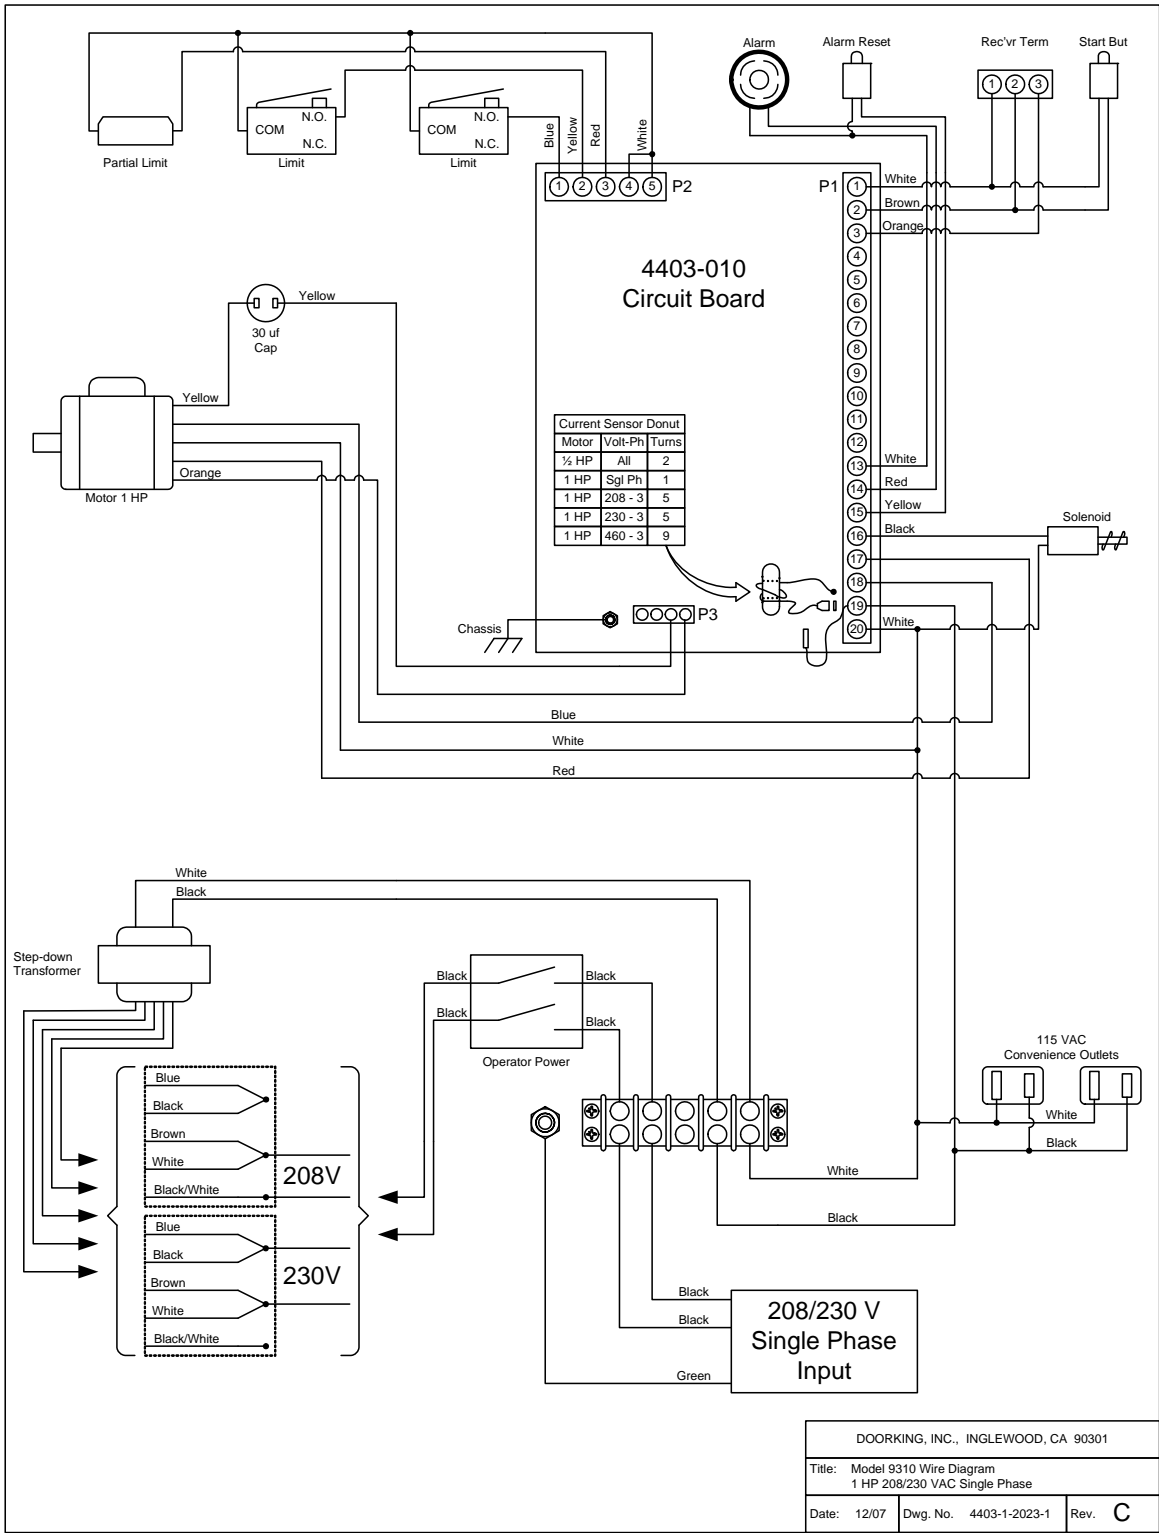 Alarm
Alarm Reset
Rec'vr Term
Start But
1 2 3
N.O.
COM
N.C.
Limit
N.O.
COM
N.C.
Limit
Partial Limit
Blue
Yellow
Red
White
1 2 3 4 5
P2
P1
1
White
2
Brown
3
Orange
4
5
6
7
8
9
10
11
12
13
White
14
Red
15
Yellow
16
Black
17
18
19
20
White
Solenoid
4403-010
Circuit Board
Yellow
30 uf
Cap
Yellow
Orange
Motor 1 HP
Current Sensor Donut
Motor Volt-Ph Turns
½ HP All 2
1 HP Sgl Ph 1
1 HP 208 - 3 5
1 HP 230 - 3 5
1 HP 460 - 3 9
P3
Chassis
Blue
White
Red
White
Black
Step-down
Transformer
Black
Black
Black
Black
Operator Power
115 VAC
Convenience Outlets
White
Black
Blue
Black
Brown
White
Black/White
208V
Blue
Black
Brown
White
Black/White
230V
White
Black
Black
Black
Green
208/230 V
Single Phase
Input
DOORKING, INC., INGLEWOOD, CA 90301
Title: Model 9310 Wire Diagram
1 HP 208/230 VAC Single Phase
Date: 12/07 Dwg. No. 4403-1-2023-1 Rev. C